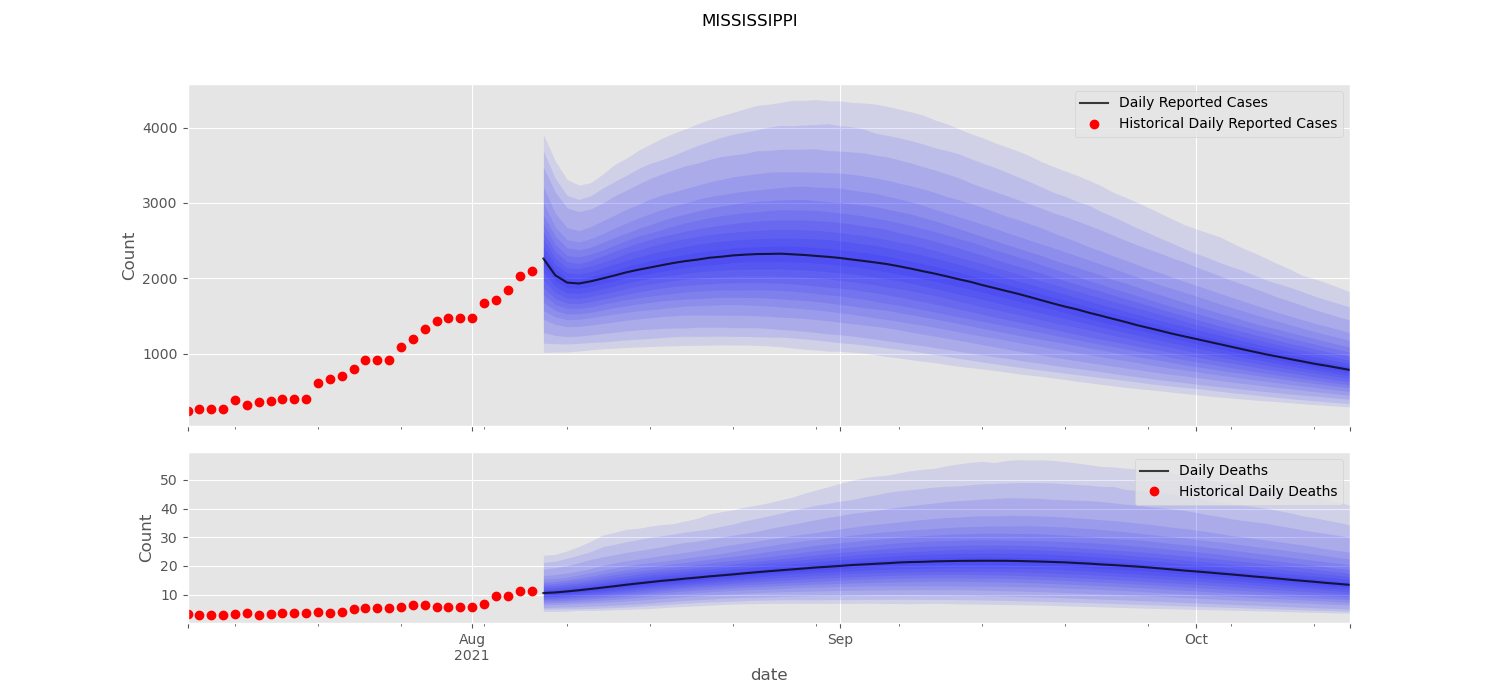 MISSISSIPPI
Count
4000
3000
2000
1000
Daily Reported Cases
Historical Daily Reported Cases
Count
50
40
30
20
10
Daily Deaths
Historical Daily Deaths
Aug
2021
Sep
Oct
date